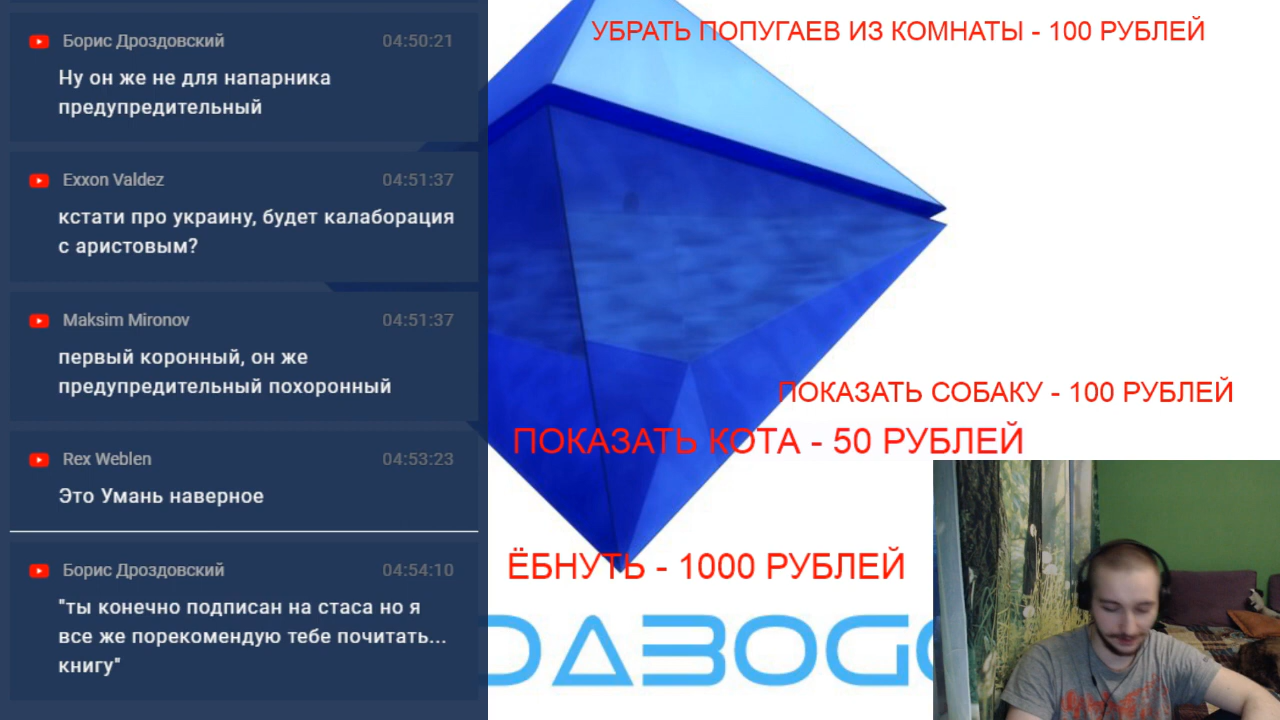 Борис Дроздовский 04:50:21
Ну он же не для напарника
предупредительный
Exxon Valdez 04:51:37
кстати про украину, будет калаборация
с аристовым?
Maksim Mironov 04:51:37
первый коронный, он же
предупредительный похоронный
Rex Weblen 04:53:23
Это Умань наверное
Борис Дроздовский 04:54:10
"ты конечно подписан на стаса но я
все же порекомендую тебе почитать...
книгу"
УБРАТЬ ПОПУГАЕВ ИЗ КОМНАТЫ - 100 РУБЛЕЙ
ПОКАЗАТЬ СОБАКУ - 100 РУБЛЕЙ
ПОКАЗАТЬ КОТА - 50 РУБЛЕЙ
ЁБНУТЬ - 1000 РУБЛЕЙ